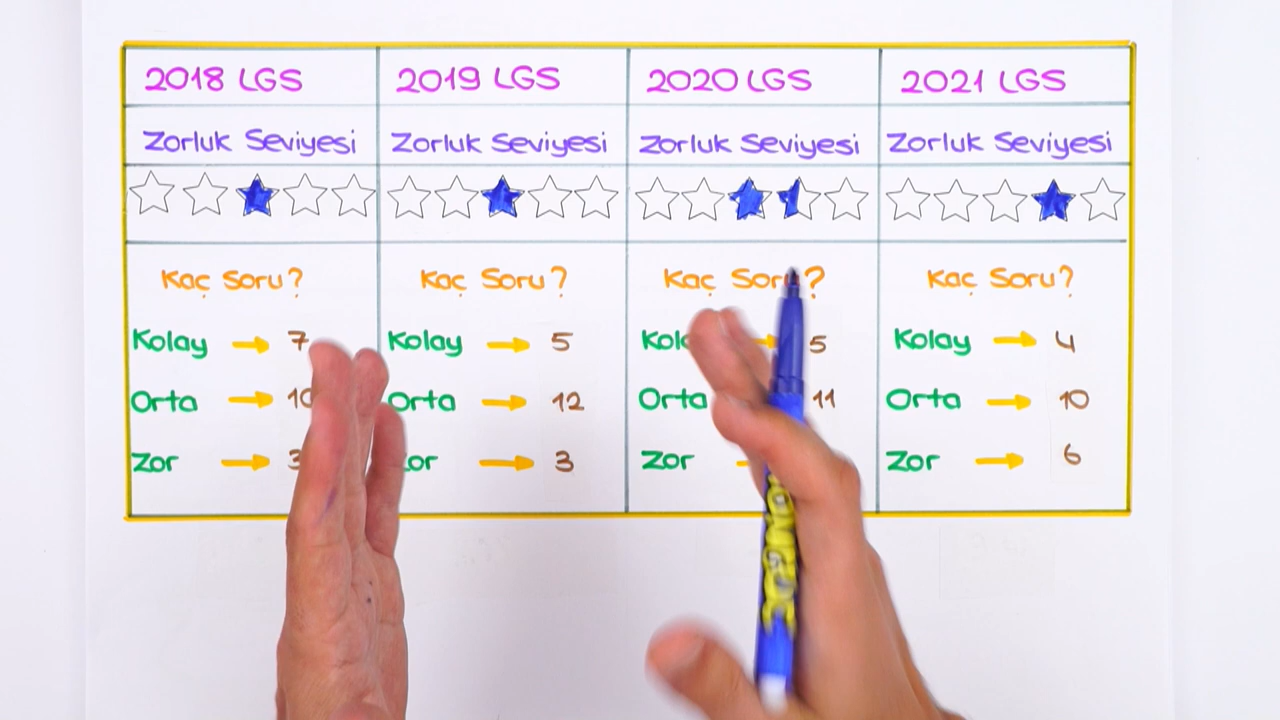 2018 LGS
Zorluk Seviyesi
Kaç Soru?
Kolay → 7
Orta → 10
Zor → 3
2019 LGS
Zorluk Seviyesi
Kaç Soru?
Kolay → 5
Orta → 12
Zor → 3
2020 LGS
Zorluk Seviyesi
Kaç Soru?
→ 5
Orta 11
Zor
2021 LGS
Zorluk Seviyesi
Kaç Soru?
Kolay → 4
Orta → 10
Zor → 6